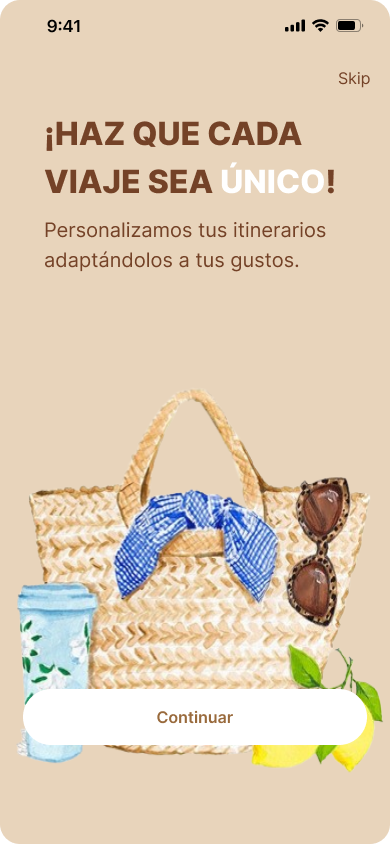 9:41
Skip
¡HAZ QUE CADA
VIAJE SEA ÚNICO!
Personalizamos tus itinerarios
adaptándolos a tus gustos.
Continuar